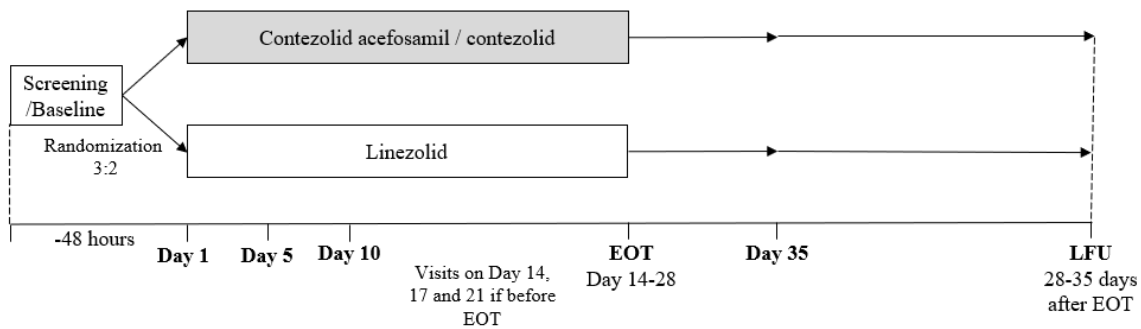 Contezolid acefosamil / contezolid
Screening
/Baseline
Randomization
3:2
Linezolid
-48 hours
Day 1
Day 5
Day 10
Visits on Day 14,
17 and 21 if before
EOT
EOT
Day 14-28
Day 35
LFU
28-35 days
after EOT